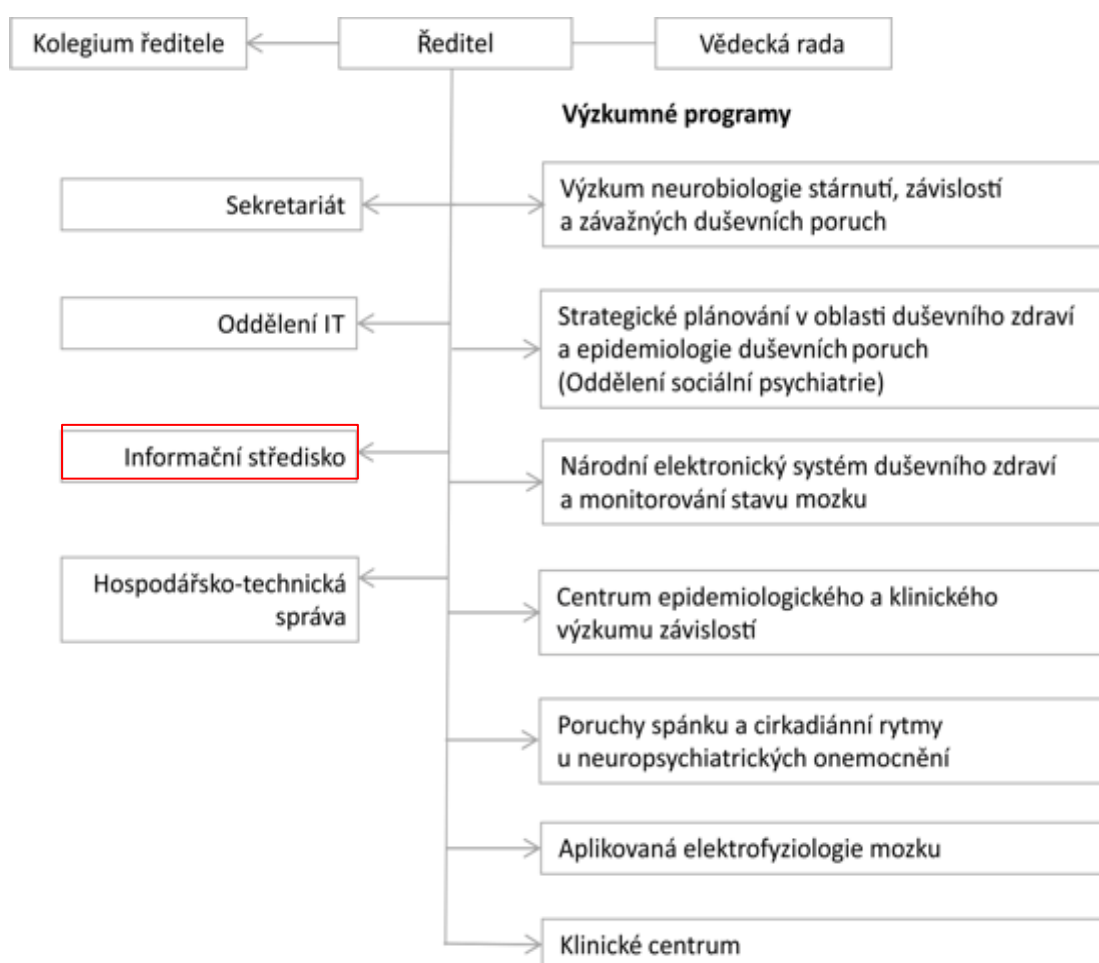 Kolegium ředitele
Ředitel
Vědecká rada
Výzkumné programy
Sekretariát
Výzkum neurobiologie stárnutí, závislostí
a závažných duševních poruch
Oddělení IT
Strategické plánování v oblasti duševního zdraví
a epidemiologie duševních poruch
(Oddělení sociální psychiatrie)
Informační středisko
Národní elektronický systém duševního zdraví
a monitorování stavu mozku
Hospodářsko-technická
správa
Centrum epidemiologického a klinického
výzkumu závislostí
Poruchy spánku a cirkadiánní rytmy
u neuropsychiatrických onemocnění
Aplikovaná elektrofyziologie mozku
Klinické centrum